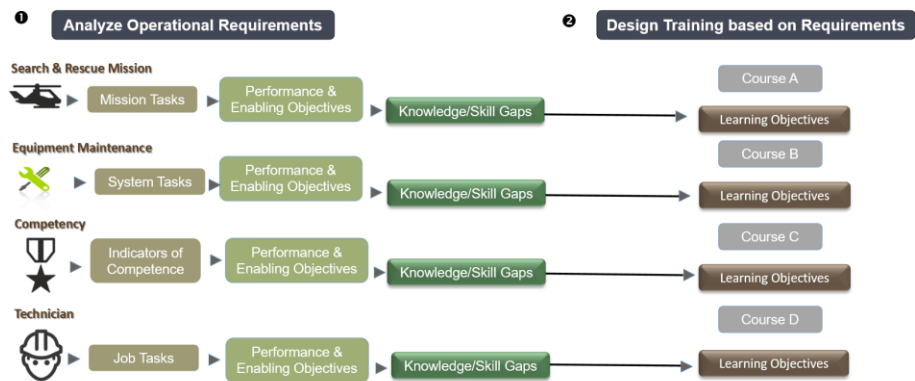 ❶ Analyze Operational Requirements
❷ Design Training based on Requirements
Search & Rescue Mission
Mission Tasks
Performance &
Enabling Objectives
Knowledge/Skill Gaps
Course A
Learning Objectives
Equipment Maintenance
System Tasks
Performance &
Enabling Objectives
Knowledge/Skill Gaps
Course B
Learning Objectives
Competency
Indicators of
Competence
Performance &
Enabling Objectives
Knowledge/Skill Gaps
Course C
Learning Objectives
Technician
Job Tasks
Performance &
Enabling Objectives
Knowledge/Skill Gaps
Course D
Learning Objectives